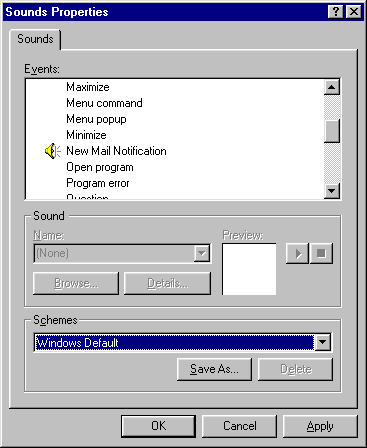 Sounds Properties
Sounds
Events:
Maximize
Menu command
Menu popup
Minimize
New Mail Notification
Open program
Program error
Question
Sound
Name:
Preview:
(None)
Browse...
Details...
Schemes
Windows Default
Save As...
Delete
OK
Cancel
Apply